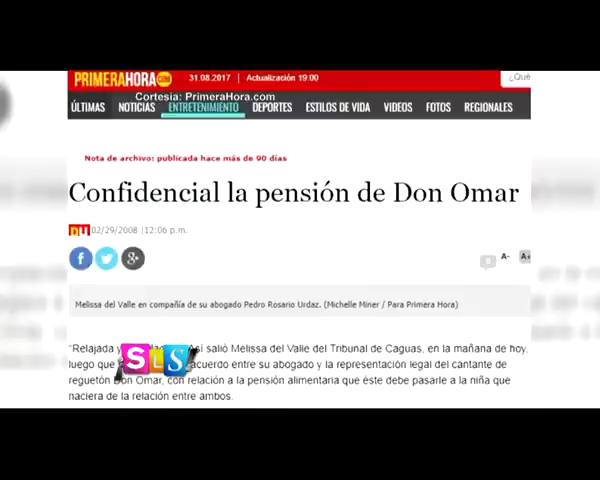 PRIMERAHORA.COM 31.08.2017 | Actualización 19:00 ¿Qué
Cortesía: PrimeraHora.com
ÚLTIMAS NOTICIAS ENTRETENIMIENTO DEPORTES ESTILOS DE VIDA VIDEOS FOTOS REGIONALES
Nota de archivo: publicada hace más de 90 días
Confidencial la pensión de Don Omar
PH 02/29/2008 |12:06 p.m.
0 A- A+
Melissa del Valle en compañía de su abogado Pedro Rosario Urdaz. (Michelle Miner / Para Primera Hora)
"Relajada y Así salió Melissa del Valle del Tribunal de Caguas, en la mañana de hoy,
luego que acuerdo entre su abogado y la representación legal del cantante de
reguetón Don Omar, con relación a la pensión alimentaria que éste debe pasarle a la niña que
naciera de la relación entre ambos.
SLS